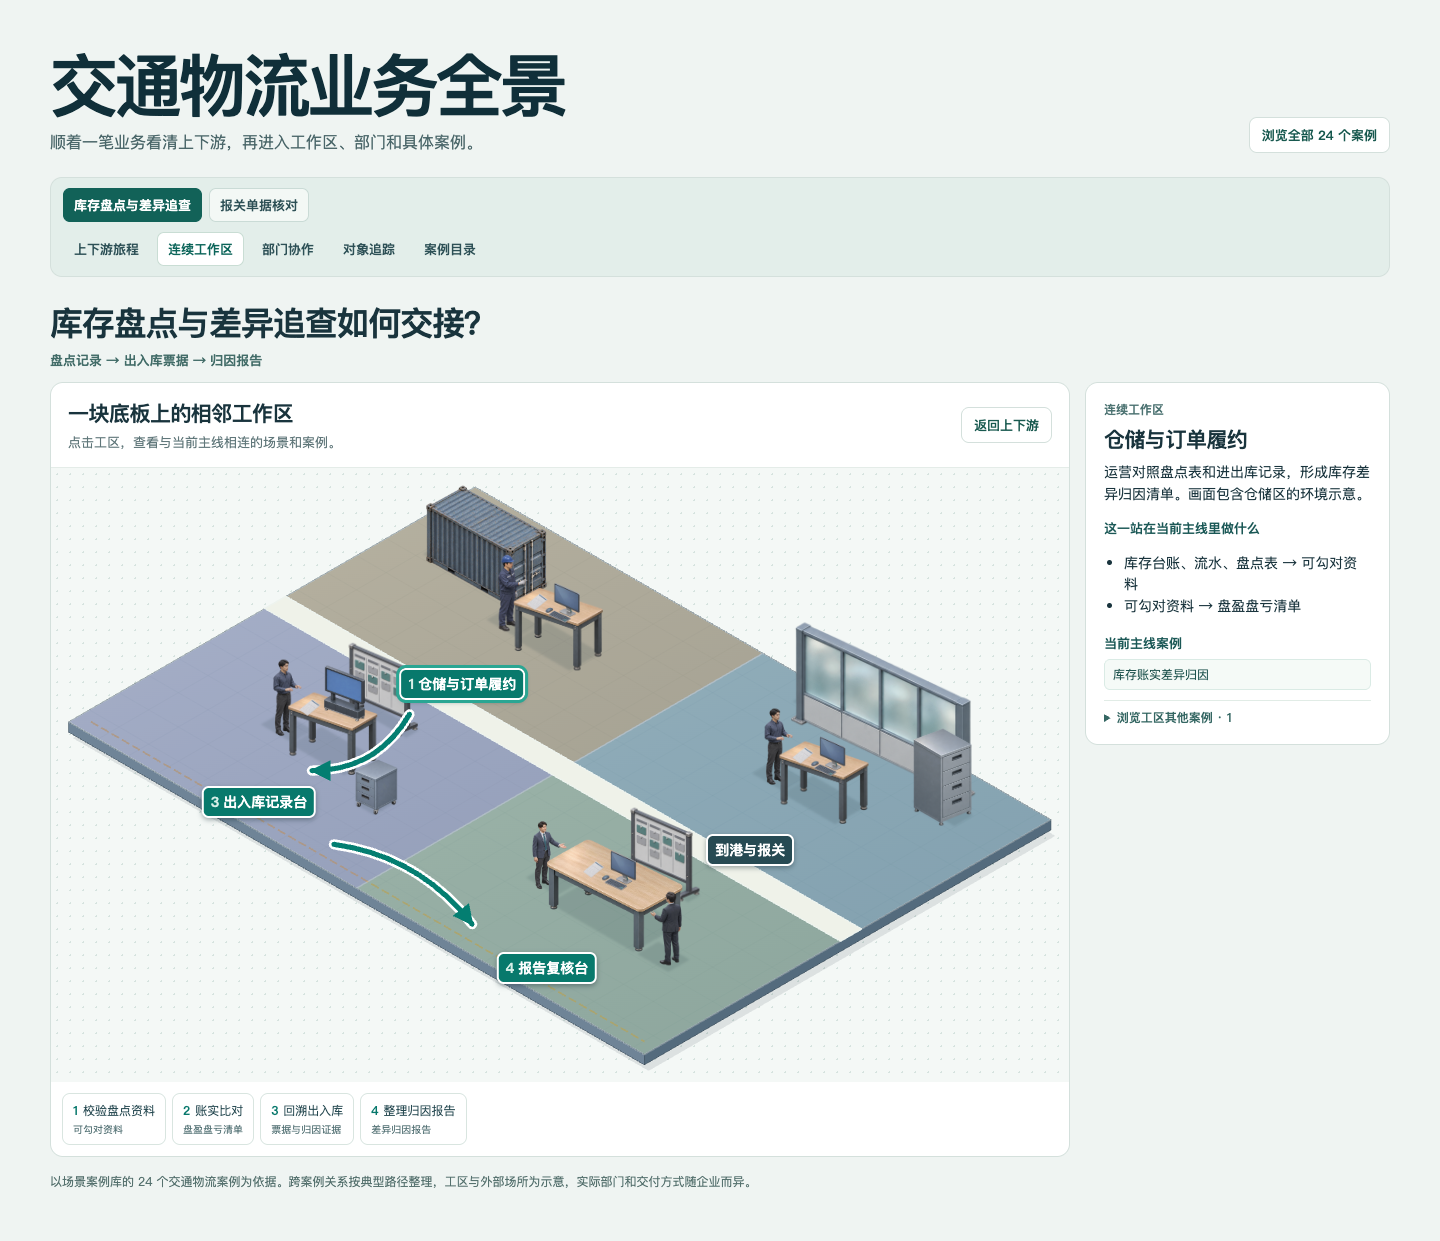 交通物流业务全景
顺着一笔业务看清上下游，再进入工作区、部门和具体案例。
浏览全部 24 个案例
库存盘点与差异追查
报关单据核对
上下游旅程
连续工作区
部门协作
对象追踪
案例目录
库存盘点与差异追查如何交接?
盘点记录 → 出入库票据 → 归因报告
一块底板上的相邻工作区
点击工区，查看与当前主线相连的场景和案例。
返回上下游
1 仓储与订单履约
3 出入库记录台
到港与报关
4 报告复核台
1 校验盘点资料
可勾对资料
2 账实比对
盘盈盘亏清单
3 回溯出入库
票据与归因证据
4 整理归因报告
差异归因报告
连续工作区
仓储与订单履约
运营对照盘点表和进出库记录，形成库存差
异归因清单。画面包含仓储区的环境示意。
这一站在当前主线里做什么
库存台账、流水、盘点表 → 可勾对资
料
可勾对资料 → 盘盈盘亏清单
当前主线案例
库存账实差异归因
浏览工区其他案例 · 1
以场景案例库的 24 个交通物流案例为依据。跨案例关系按典型路径整理，工区与外部场所为示意，实际部门和交付方式随企业而异。